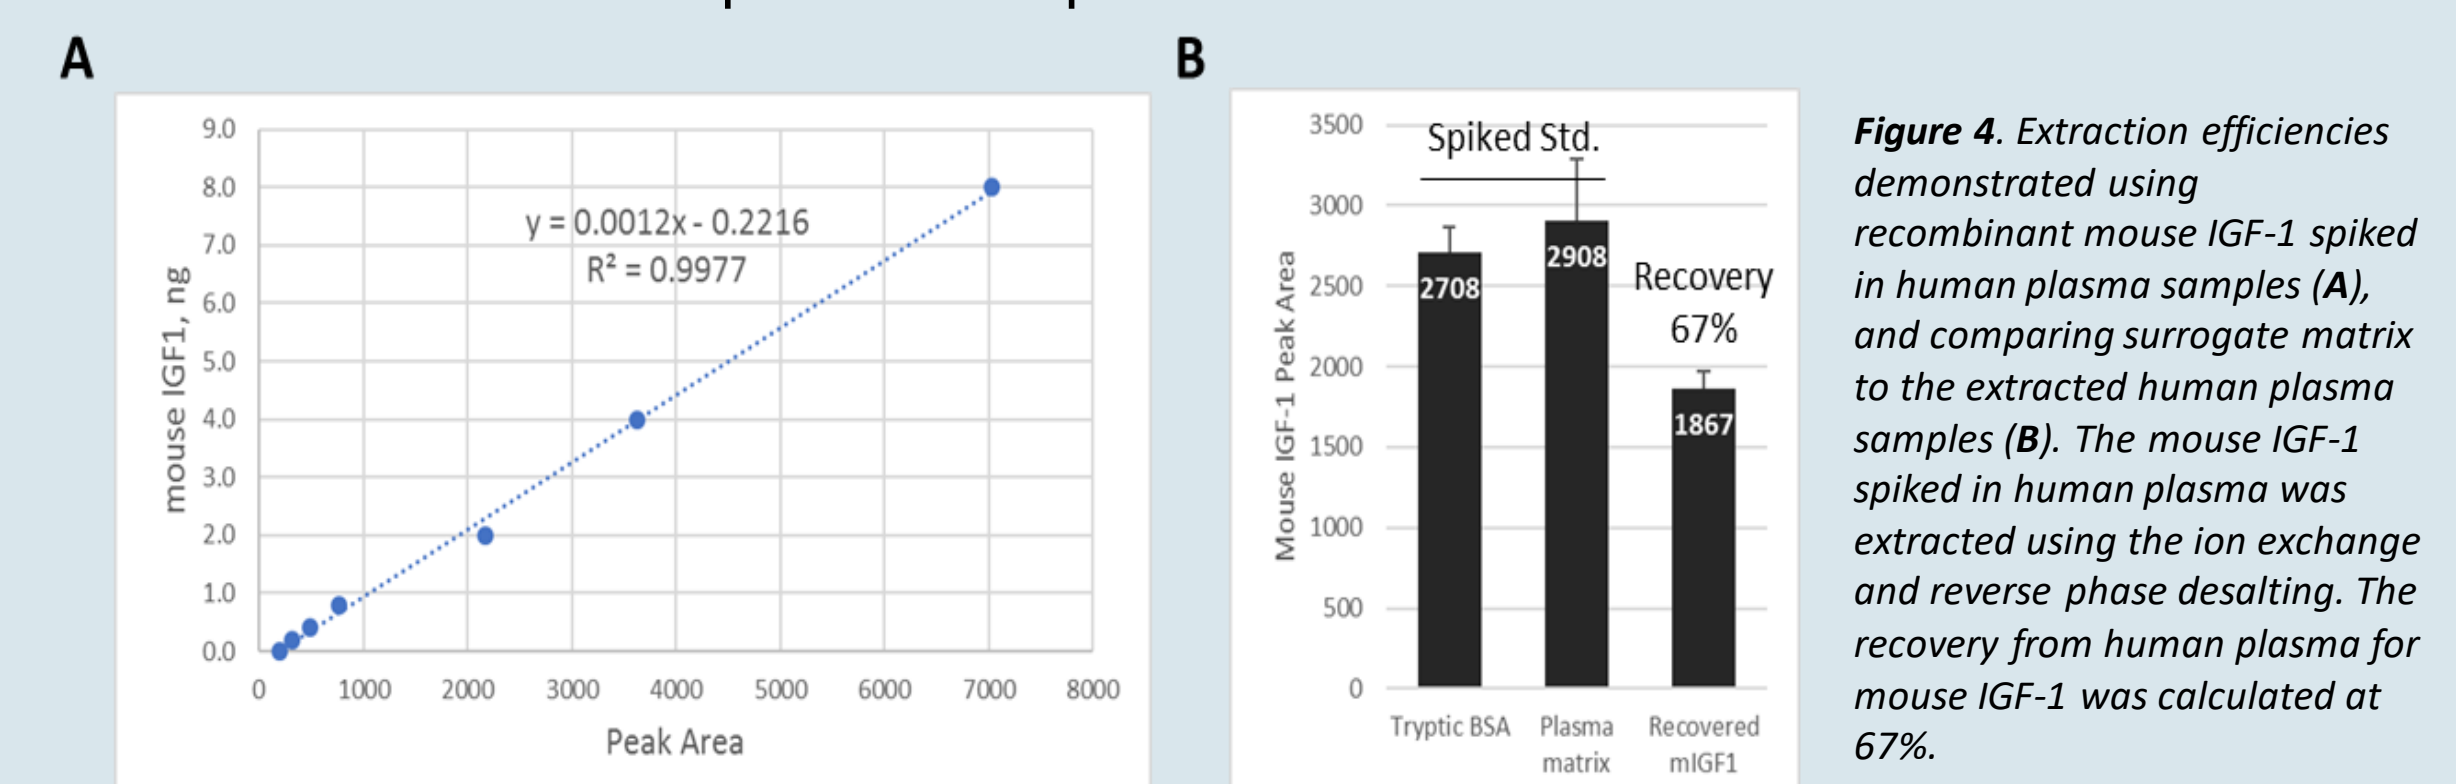 A
9.0
8.0
7.0
6.0
5.0
4.0
3.0
2.0
1.0
0.0
mouse IGF1, ng
y = 0.0012x - 0.2216
R² = 0.9977
0 1000 2000 3000 4000 5000 6000 7000 8000
Peak Area
B
3500
3000
2500
2000
1500
1000
500
0
Mouse IGF-1 Peak Area
Spiked Std.
2708
2908
Recovery
67%
1867
Tryptic BSA
Plasma
matrix
Recovered
mIGF1
Figure 4. Extraction efficiencies
demonstrated using
recombinant mouse IGF-1 spiked
in human plasma samples (A),
and comparing surrogate matrix
to the extracted human plasma
samples (B). The mouse IGF-1
spiked in human plasma was
extracted using the ion exchange
and reverse phase desalting. The
recovery from human plasma for
mouse IGF-1 was calculated at
67%.